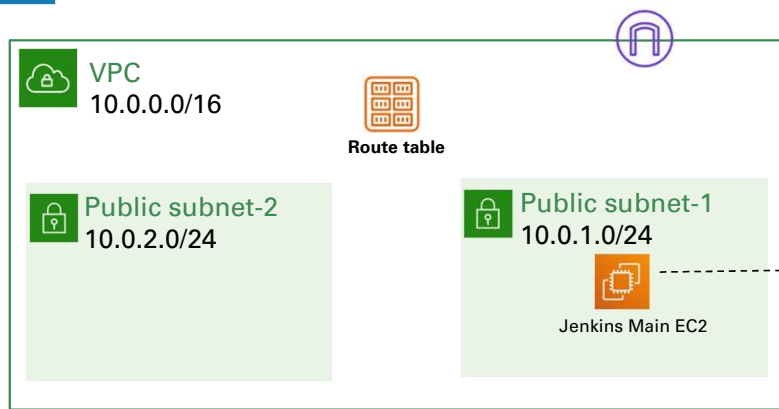 VPC
10.0.0.0/16
Route table
Public subnet-2
10.0.2.0/24
Public subnet-1
10.0.1.0/24
Jenkins Main EC2